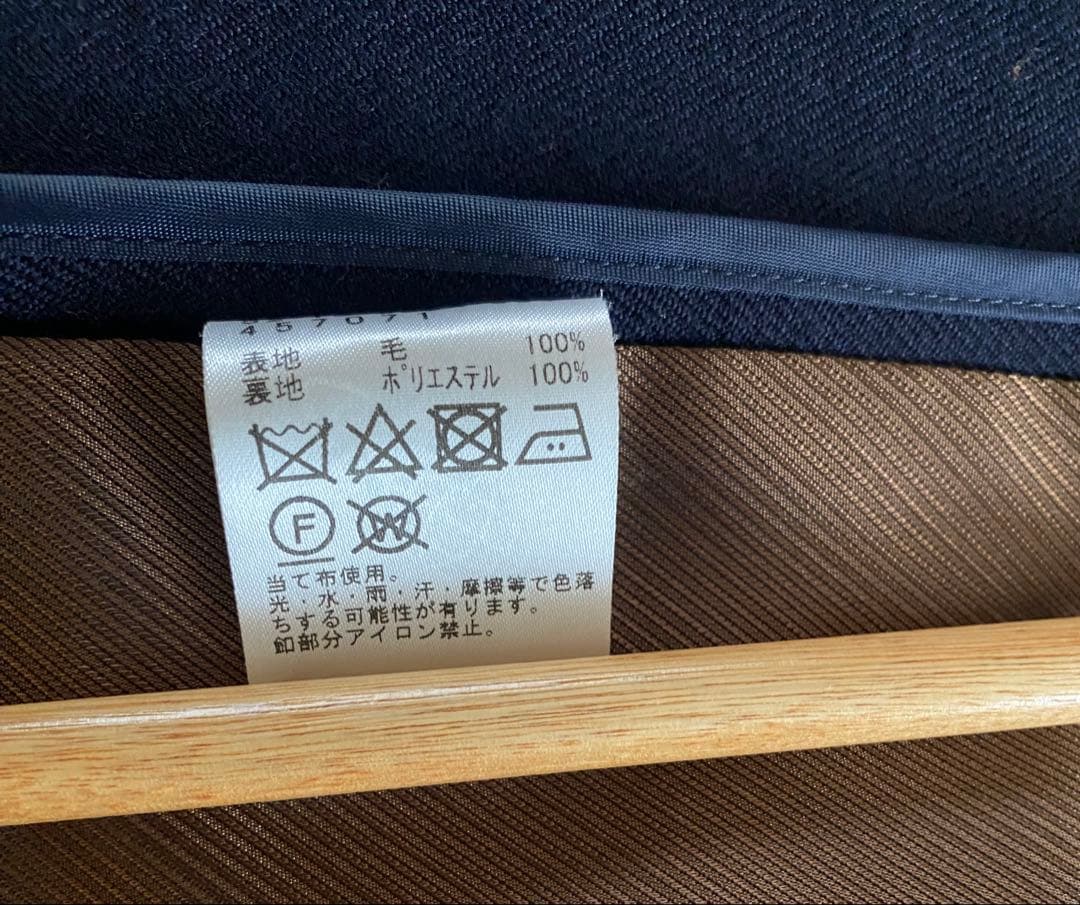 457071
表地 毛 100%
裏地 ポリエステル 100%
F
W
当て布使用。
光・水・雨・汗・摩擦等で色落
ちする可能性が有ります。
釦部分アイロン禁止。